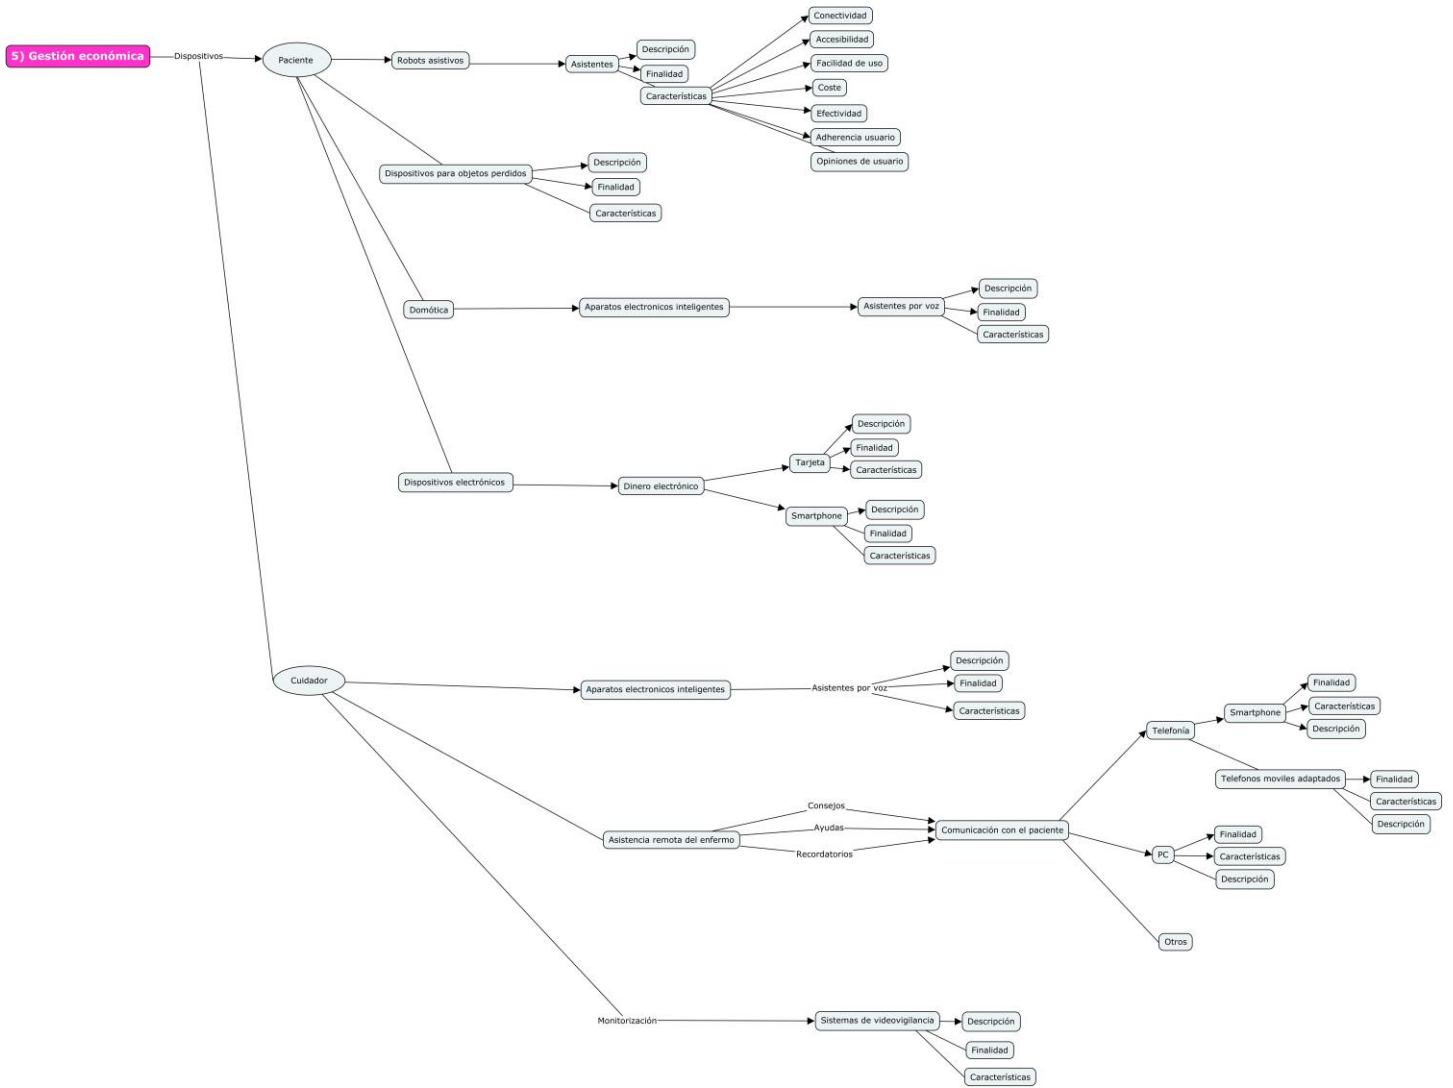 5) Gestión económica
Dispositivos
Paciente
Robots asistivos
Asistentes
Descripción
Finalidad
Características
Conectividad
Accesibilidad
Facilidad de uso
Coste
Efectividad
Adherencia usuario
Opiniones de usuario
Dispositivos para objetos perdidos
Descripción
Finalidad
Características
Domótica
Aparatos electronicos inteligentes
Asistentes por voz
Descripción
Finalidad
Características
Dispositivos electrónicos
Dinero electrónico
Tarjeta
Descripción
Finalidad
Características
Smartphone
Descripción
Finalidad
Características
Cuidador
Aparatos electronicos inteligentes
Asistentes por voz
Descripción
Finalidad
Características
Asistencia remota del enfermo
Consejos
Ayudas
Recordatorios
Comunicación con el paciente
Telefonía
Smartphone
Finalidad
Características
Descripción
Telefonos moviles adaptados
Finalidad
Características
Descripción
PC
Finalidad
Características
Descripción
Otros
Monitorización
Sistemas de videovigilancia
Descripción
Finalidad
Características